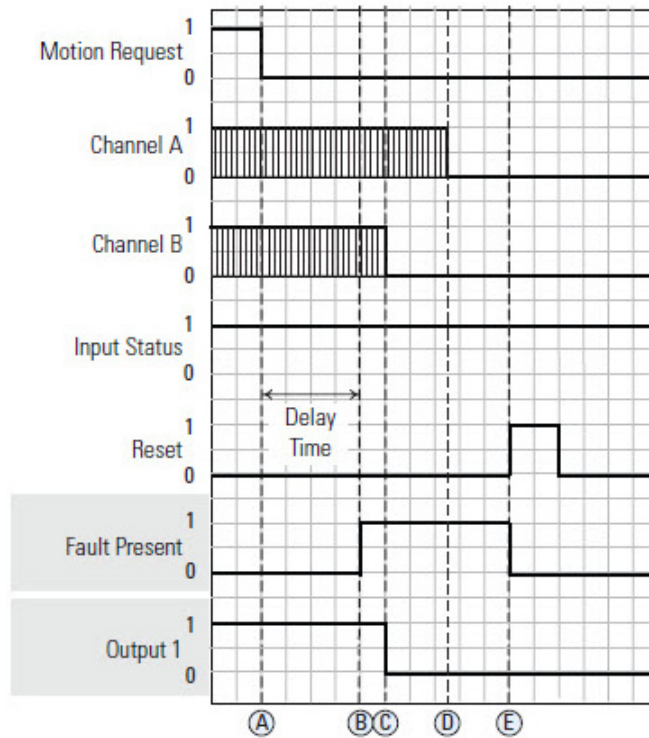 Motion Request
1
0
Channel A
1
0
Channel B
1
0
Input Status
1
0
Delay
Time
Reset
1
0
Fault Present
1
0
Output 1
1
0
A B C D E